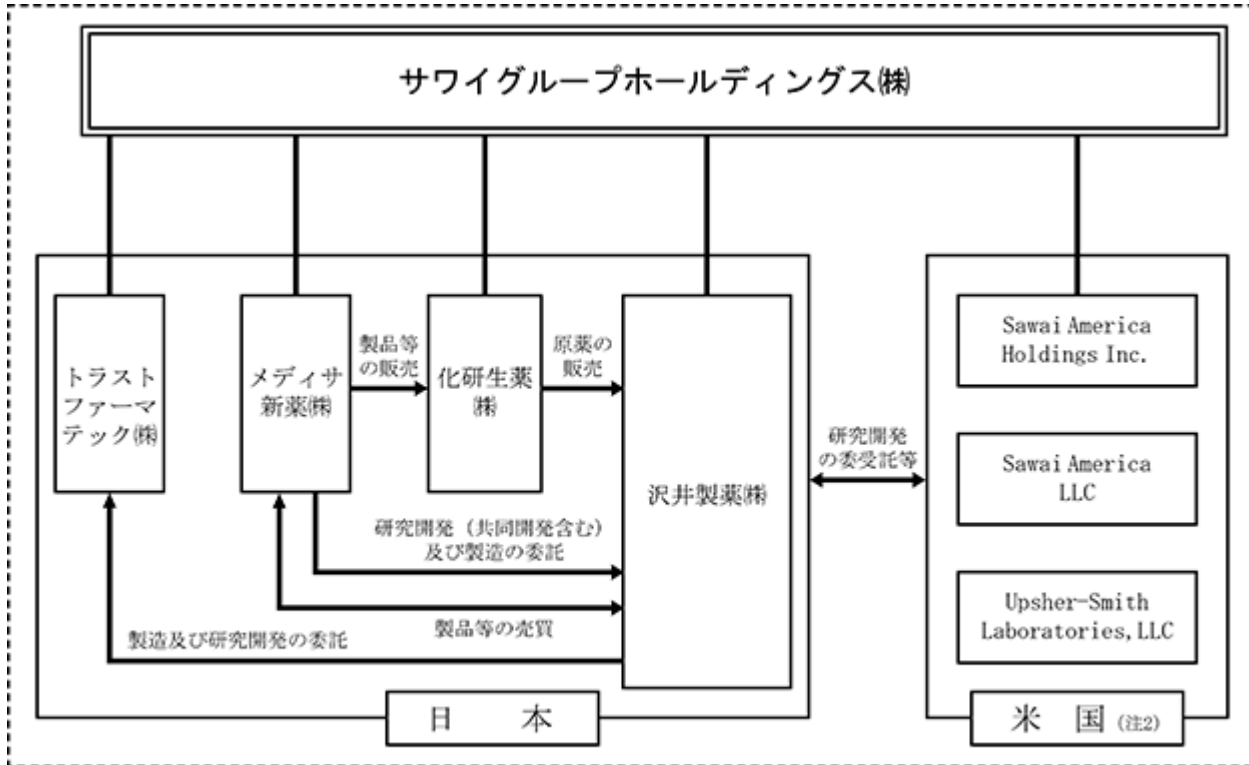 サワイグループホールディングス㈱
トラスト
ファーマ
テック㈱
メディサ
新薬㈱
製品等
の販売
化研生薬
㈱
原薬の
販売
沢井製薬㈱
研究開発（共同開発含む）
及び製造の委託
製品等の売買
製造及び研究開発の委託
日　本
研究開発
の委受託等
Sawai America
Holdings Inc.
Sawai America
LLC
Upsher-Smith
Laboratories, LLC
米　国 (注2)